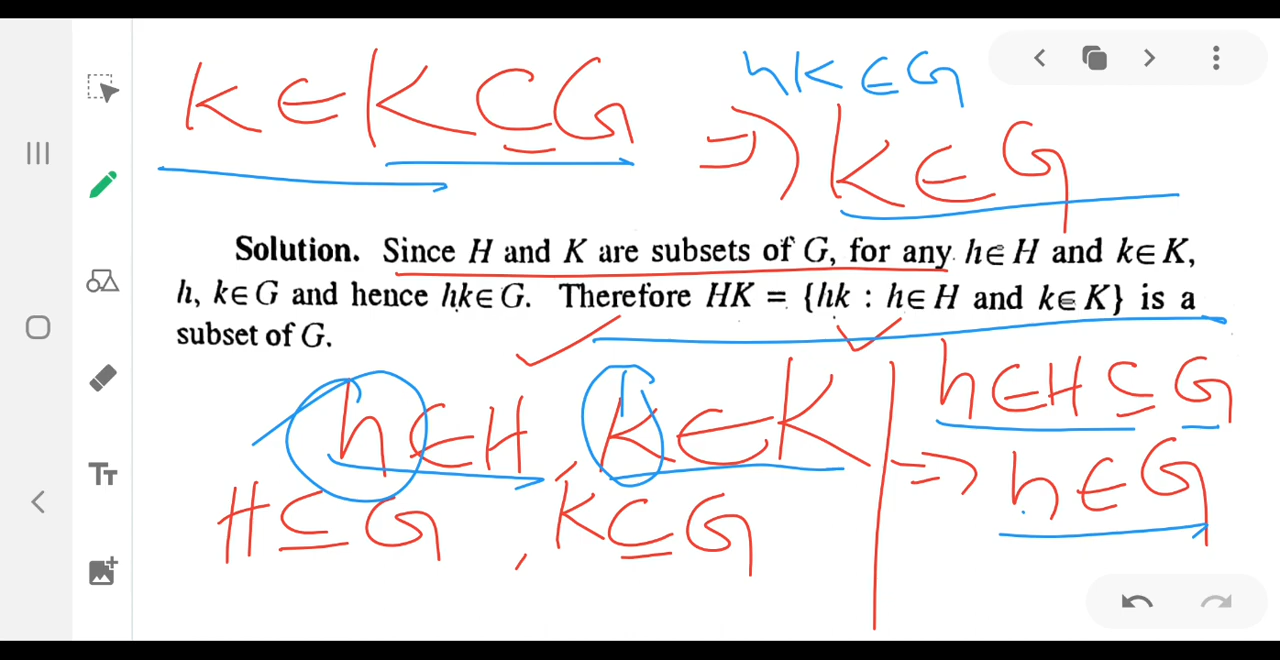 hk ∈ G
k ∈ K ⊆ G ⇒ k ∈ G
Solution. Since H and K are subsets of G, for any h∈H and k∈K,
h, k∈G and hence hk∈G. Therefore HK = {hk : h∈H and k∈K} is a
subset of G.
h ∈ H, k ∈ K
H ⊆ G, K ⊆ G
h ∈ H ⊆ G
⇒ h ∈ G
TT